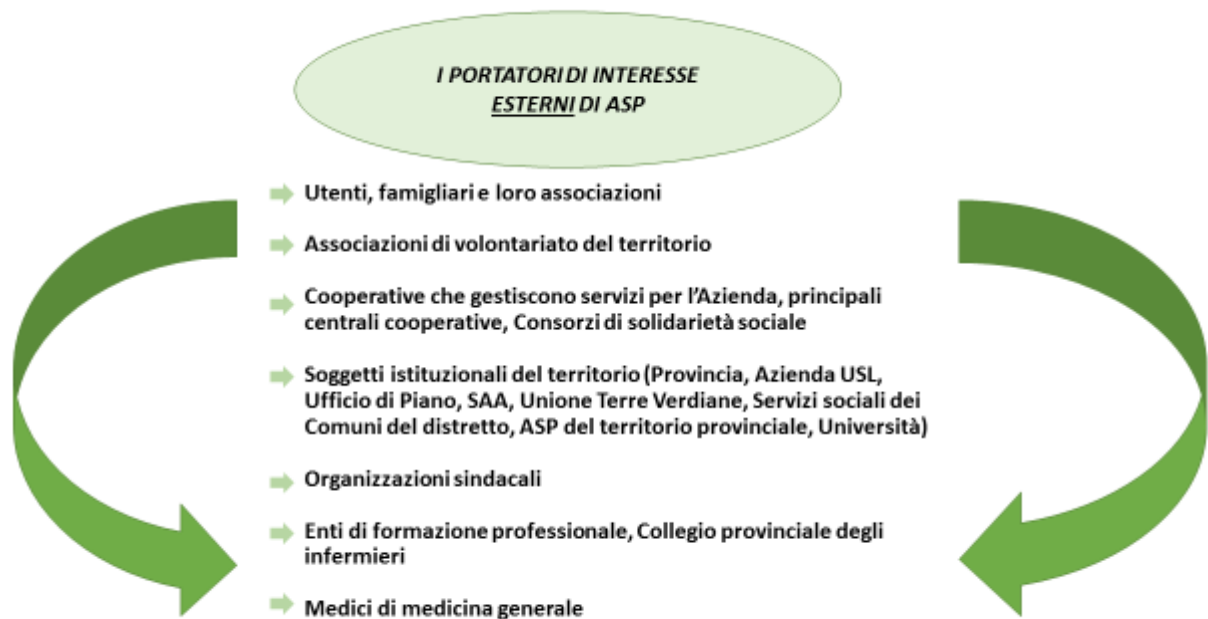 I PORTATORI DI INTERESSE
ESTERNI DI ASP
Utenti, famigliari e loro associazioni
Associazioni di volontariato del territorio
Cooperative che gestiscono servizi per l'Azienda, principali
centrali cooperative, Consorzi di solidarietà sociale
Soggetti istituzionali del territorio (Provincia, Azienda USL,
Ufficio di Piano, SAA, Unione Terre Verdiane, Servizi sociali dei
Comuni del distretto, ASP del territorio provinciale, Università)
Organizzazioni sindacali
Enti di formazione professionale, Collegio provinciale degli
infermieri
Medici di medicina generale